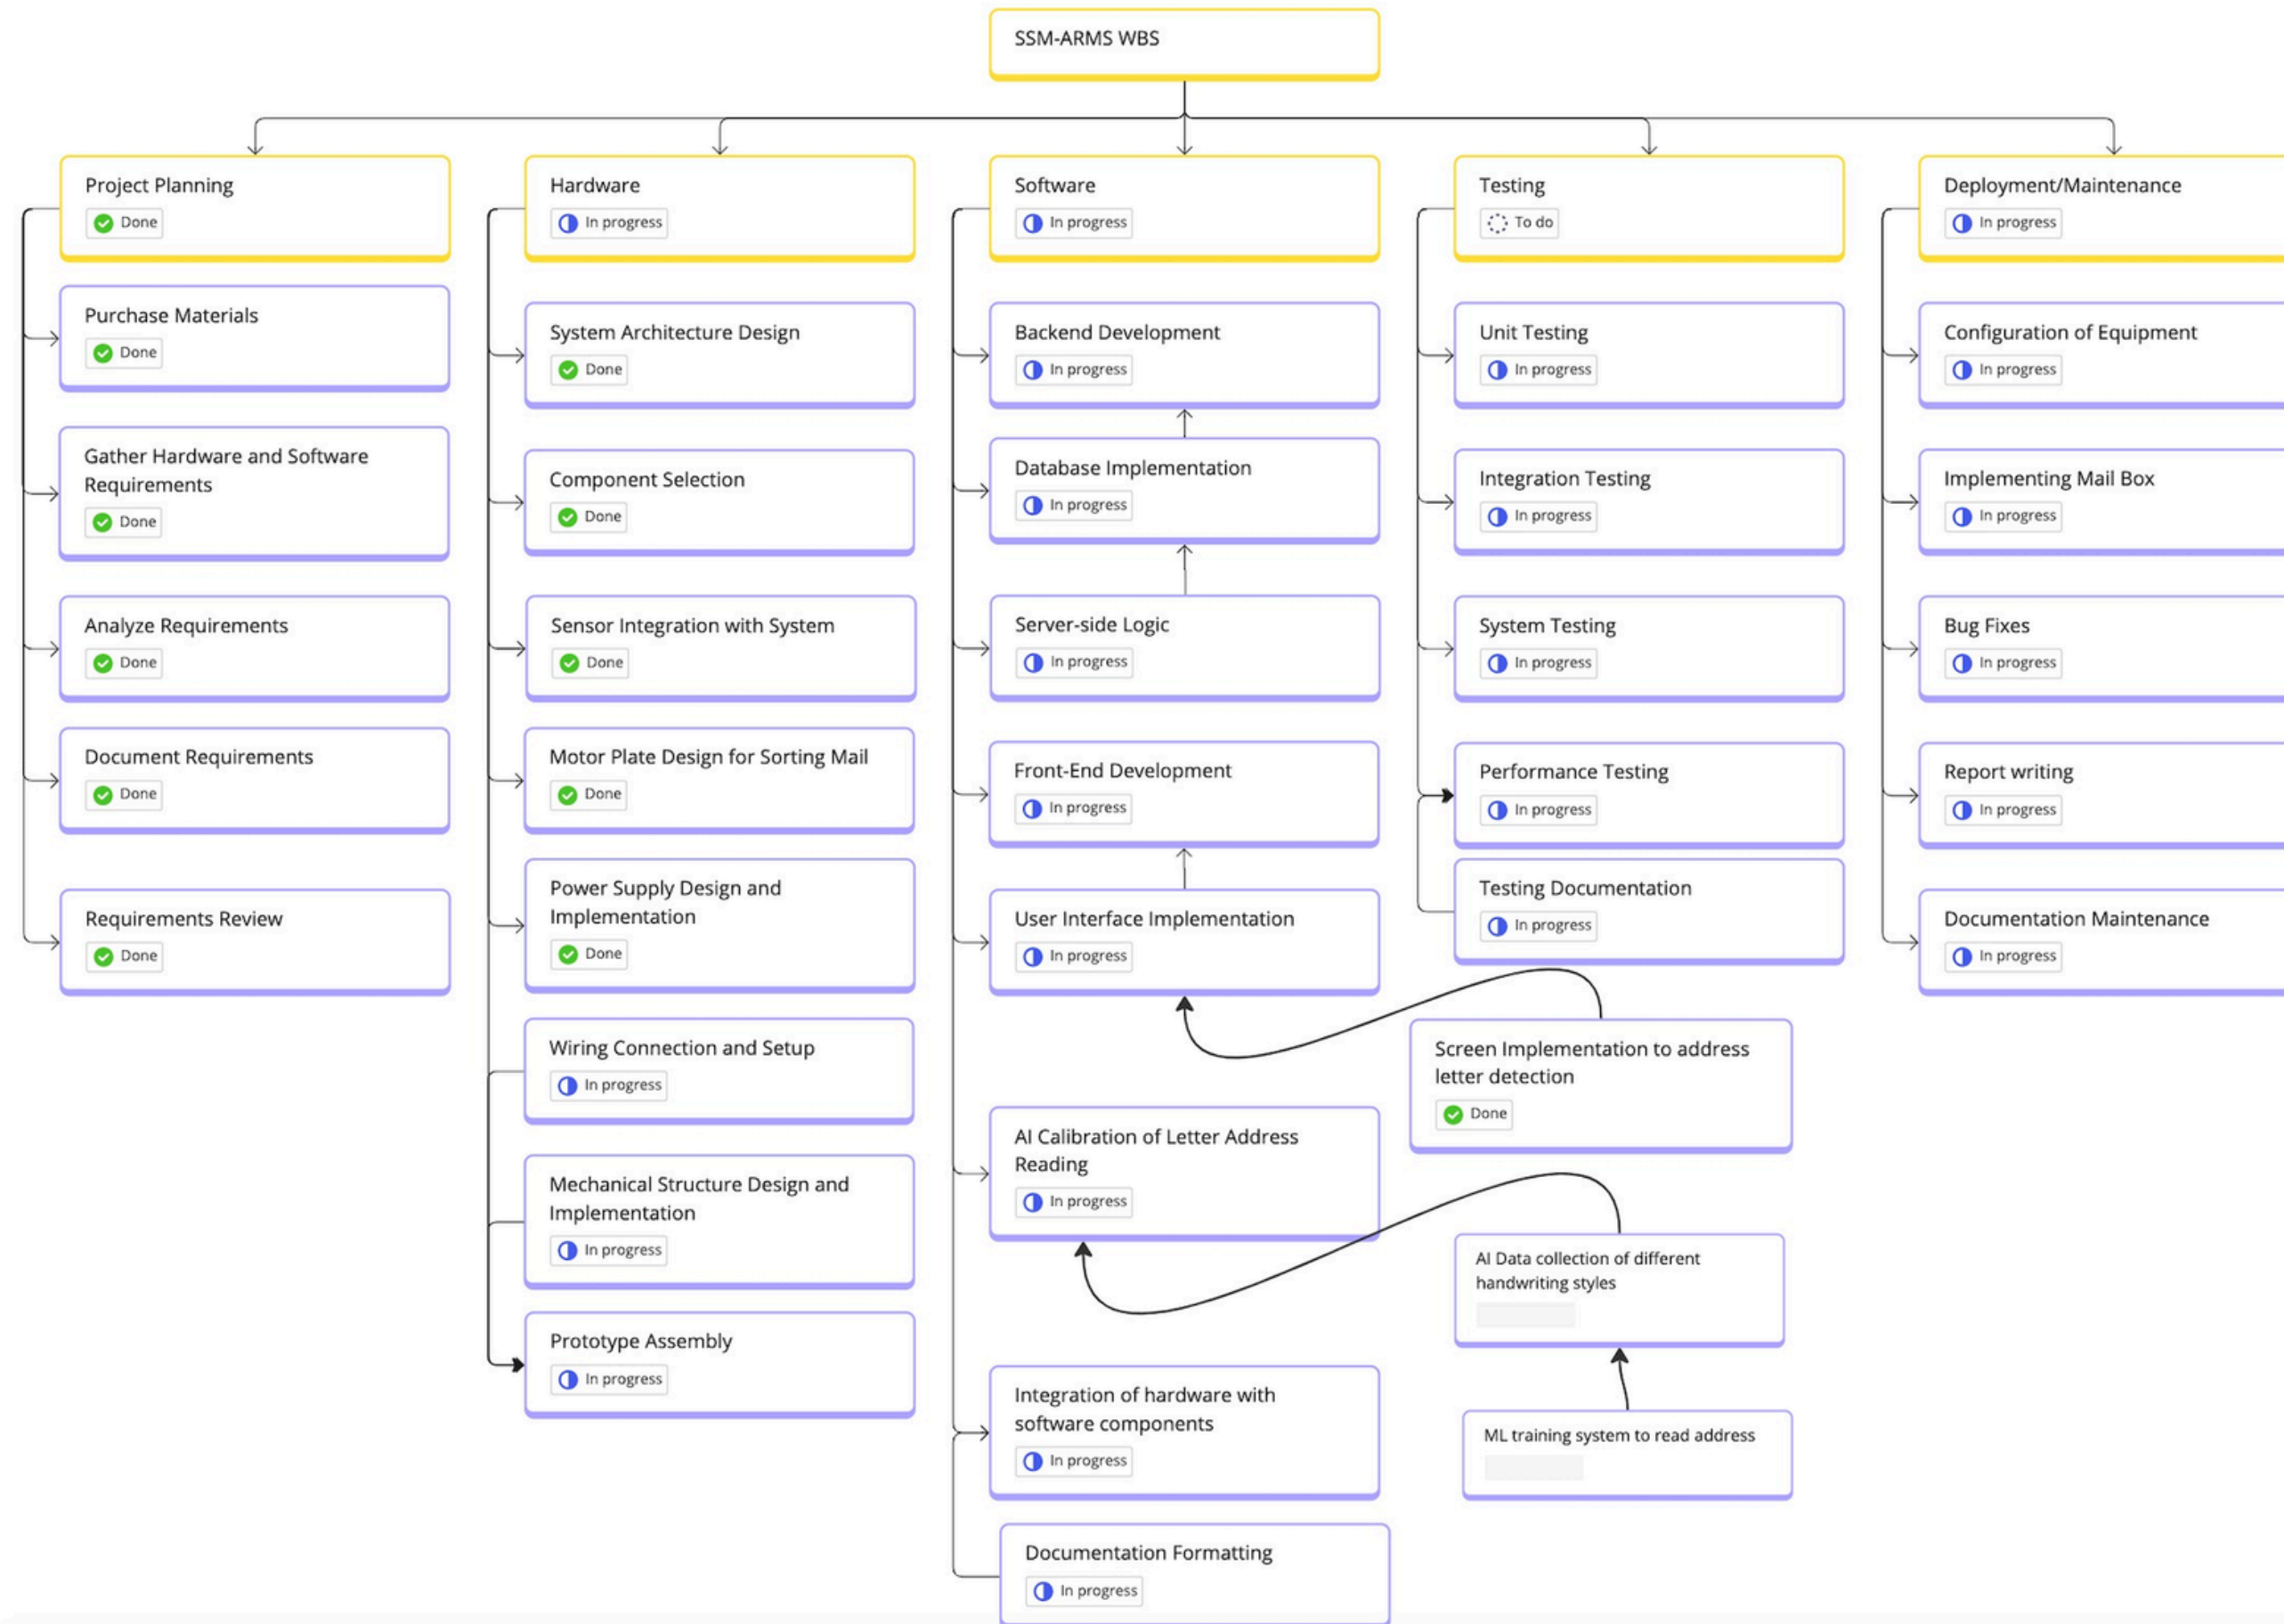 SSM-ARMS WBS
Project Planning
Done
Purchase Materials
Done
Gather Hardware and Software
Requirements
Done
Analyze Requirements
Done
Document Requirements
Done
Requirements Review
Done
Hardware
In progress
System Architecture Design
Done
Component Selection
Done
Sensor Integration with System
Done
Motor Plate Design for Sorting Mail
Done
Power Supply Design and
Implementation
Done
Wiring Connection and Setup
In progress
Mechanical Structure Design and
Implementation
In progress
Prototype Assembly
In progress
Software
In progress
Backend Development
In progress
Database Implementation
In progress
Server-side Logic
In progress
Front-End Development
In progress
User Interface Implementation
In progress
AI Calibration of Letter Address
Reading
In progress
Integration of hardware with
software components
In progress
Documentation Formatting
In progress
Testing
To do
Unit Testing
In progress
Integration Testing
In progress
System Testing
In progress
Performance Testing
In progress
Testing Documentation
In progress
Screen Implementation to address
letter detection
Done
AI Data collection of different
handwriting styles
ML training system to read address
Deployment/Maintenance
In progress
Configuration of Equipment
In progress
Implementing Mail Box
In progress
Bug Fixes
In progress
Report writing
In progress
Documentation Maintenance
In progress